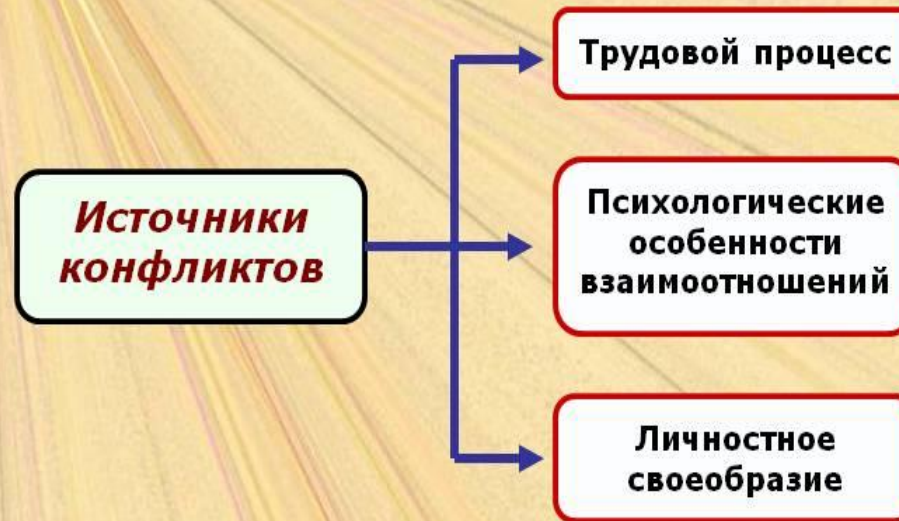 Источники
конфликтов
Трудовой процесс
Психологические
особенности
взаимоотношений
Личностное
своеобразие